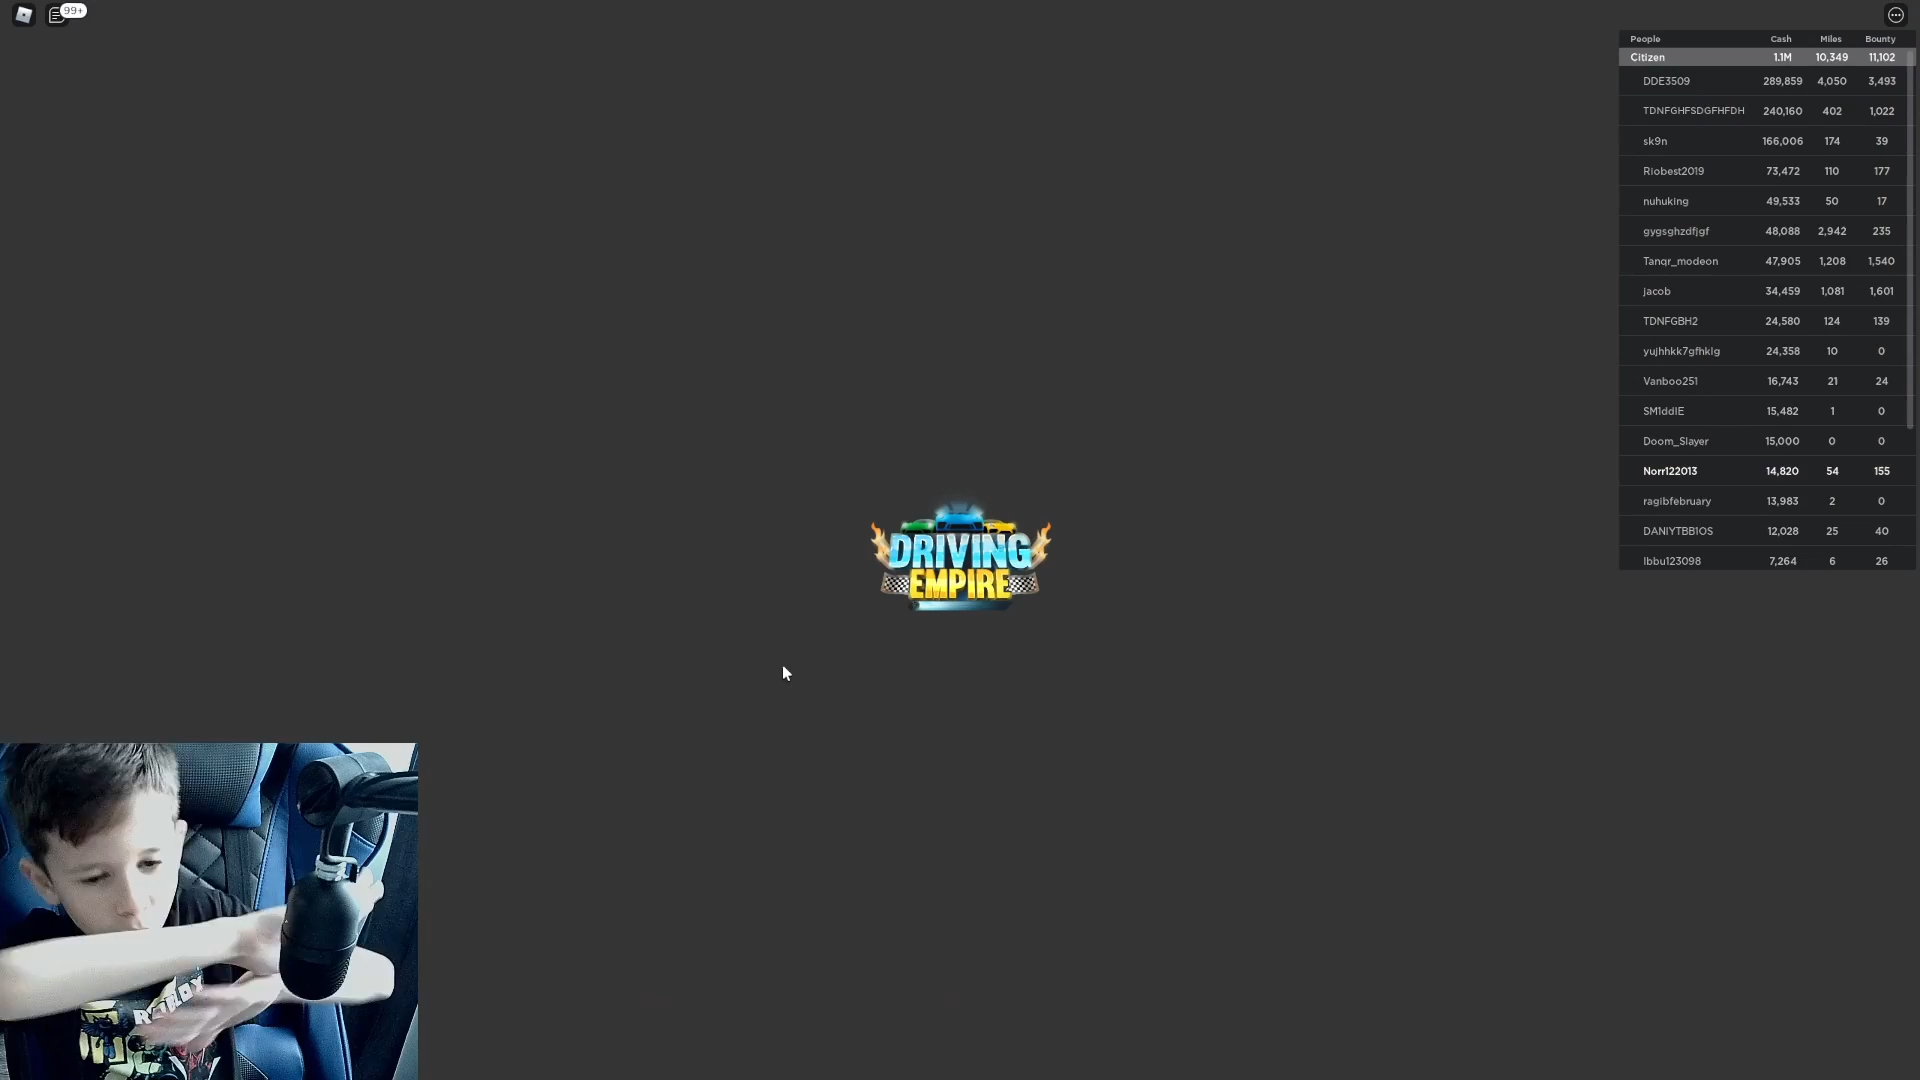 99+
People Cash Miles Bounty
Citizen 1.1M 10,349 11,102
DDE3509 289,859 4,050 3,493
TDNFGHFSDGFHFDH 240,160 402 1,022
sk9n 166,006 174 39
Riobest2019 73,472 110 177
nuhuking 49,533 50 17
gygsghzdfjgf 48,088 2,942 235
Tanqr_modeon 47,905 1,208 1,540
jacob 34,459 1,081 1,601
TDNFGBH2 24,580 124 139
yujhhkk7gfhklg 24,358 10 0
Vanboo251 16,743 21 24
SM1ddlE 15,482 1 0
Doom_Slayer 15,000 0 0
Norr122013 14,820 54 155
ragibfebruary 13,983 2 0
DANIYTBB1OS 12,028 25 40
Ibbu123098 7,264 6 26
DRIVING
EMPIRE